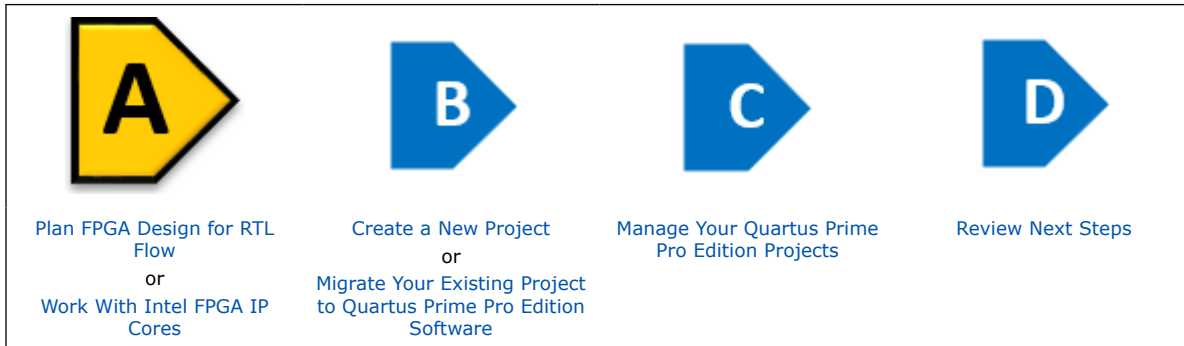 A
B
C
D
Plan FPGA Design for RTL
Flow
or
Work With Intel FPGA IP
Cores
Create a New Project
or
Migrate Your Existing Project
to Quartus Prime Pro Edition
Software
Manage Your Quartus Prime
Pro Edition Projects
Review Next Steps